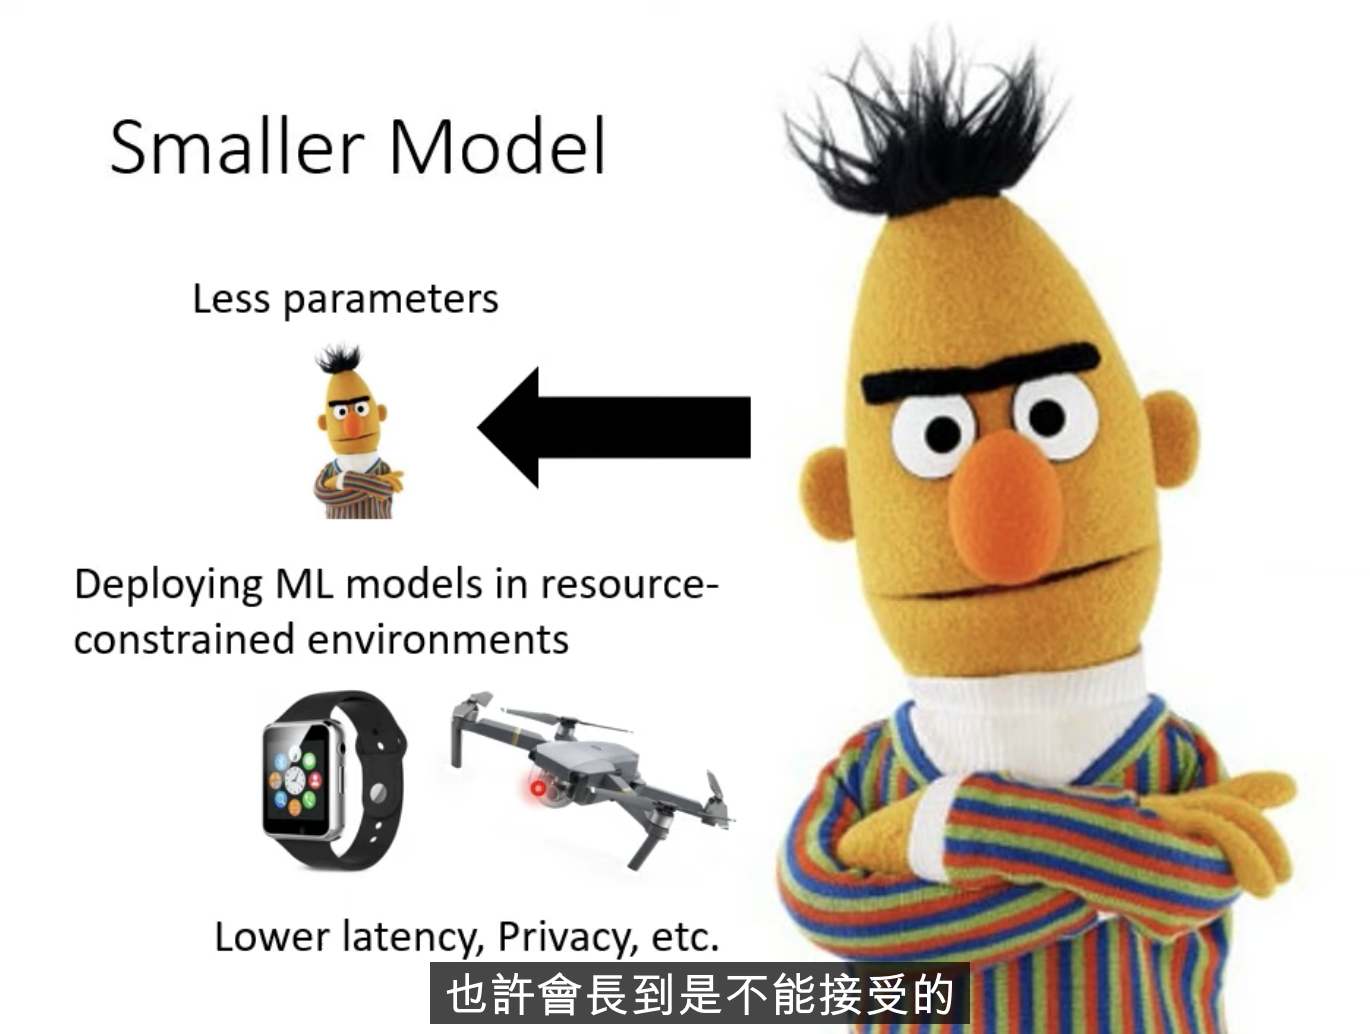 Smaller Model
Less parameters
Deploying ML models in resource-
constrained environments
Lower latency, Privacy, etc.
也許會長到是不能接受的